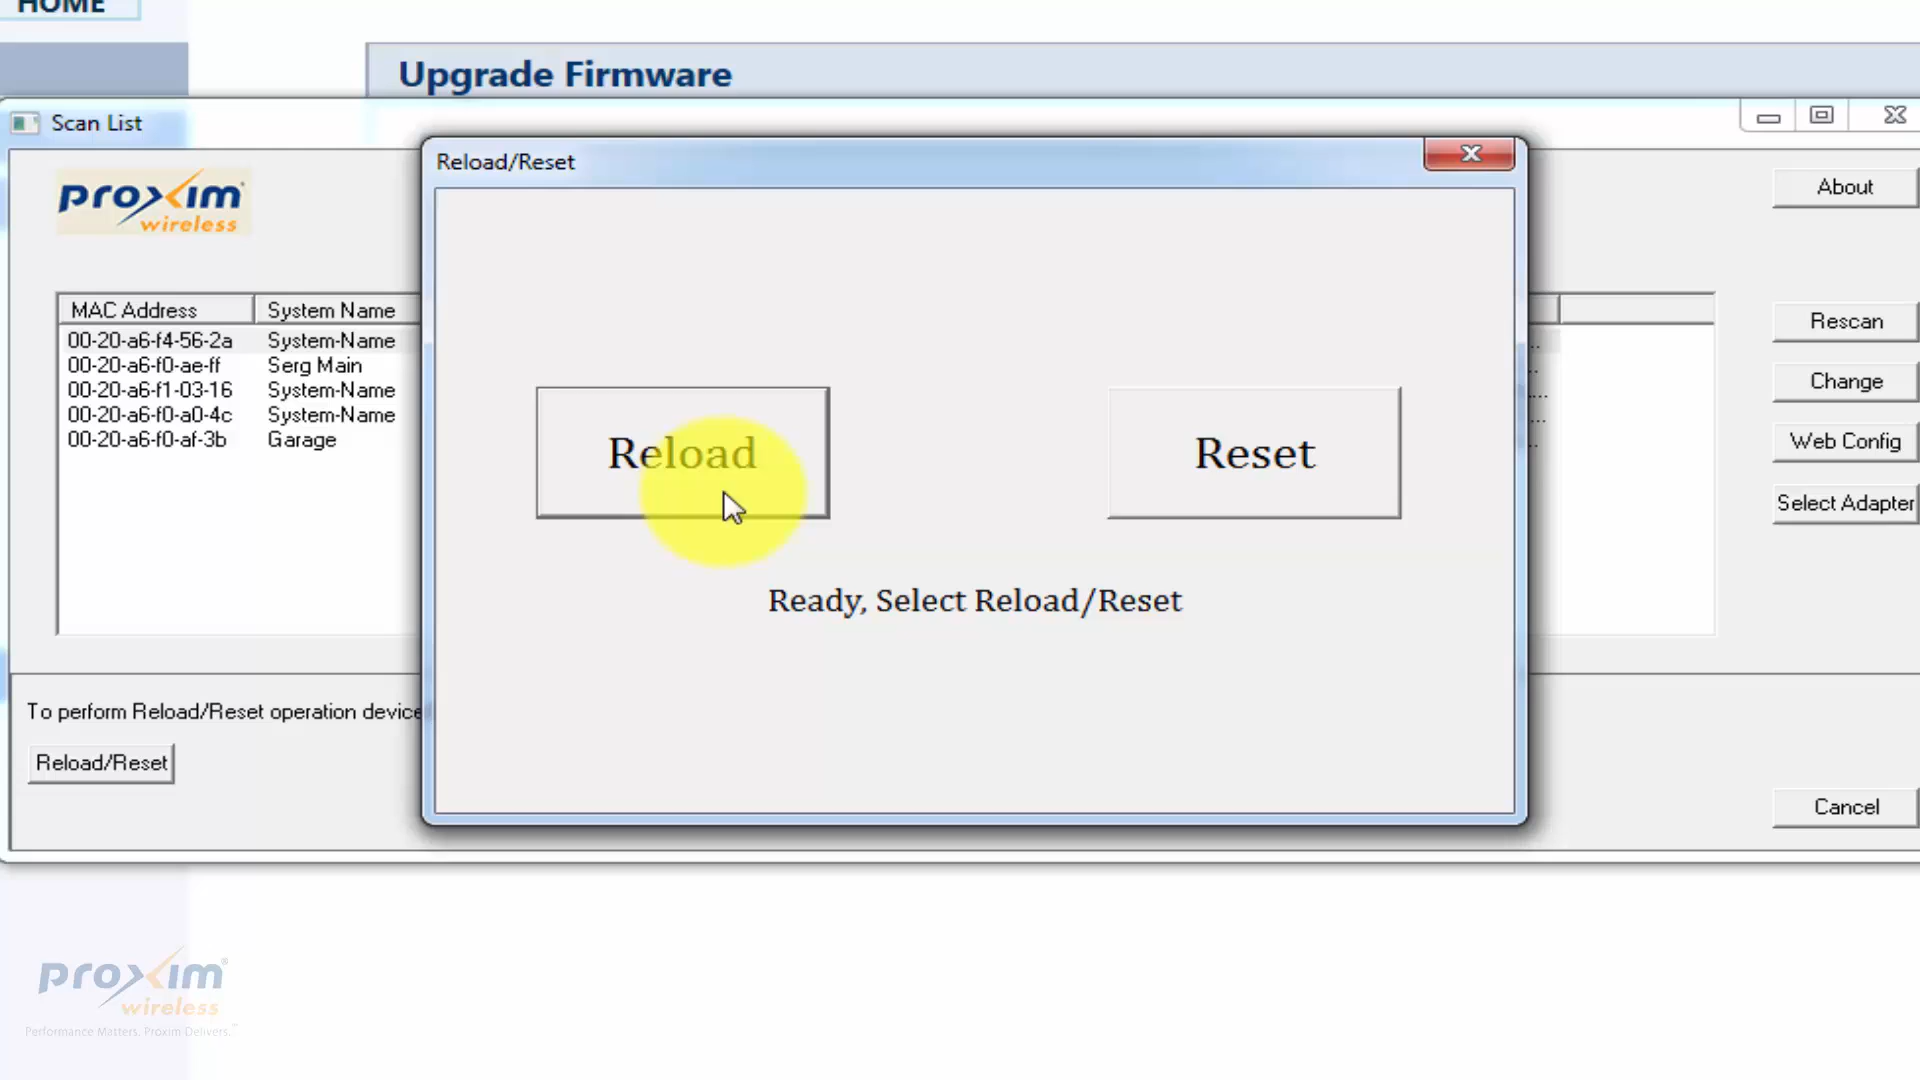 HOME
Upgrade Firmware
Scan List
Reload/Reset
proxim
wireless
About
MAC Address System Name
00-20-a6-f4-56-2a System-Name
00-20-a6-f0-ae-ff Serg Main
00-20-a6-f1-03-16 System-Name
00-20-a6-f0-a0-4c System-Name
00-20-a6-f0-af-3b Garage
Reload
Reset
Ready, Select Reload/Reset
Rescan
Change
Web Config
Select Adapter
To perform Reload/Reset operation device
Reload/Reset
Cancel
proxim®
wireless
Performance Matters. Proxim Delivers.™